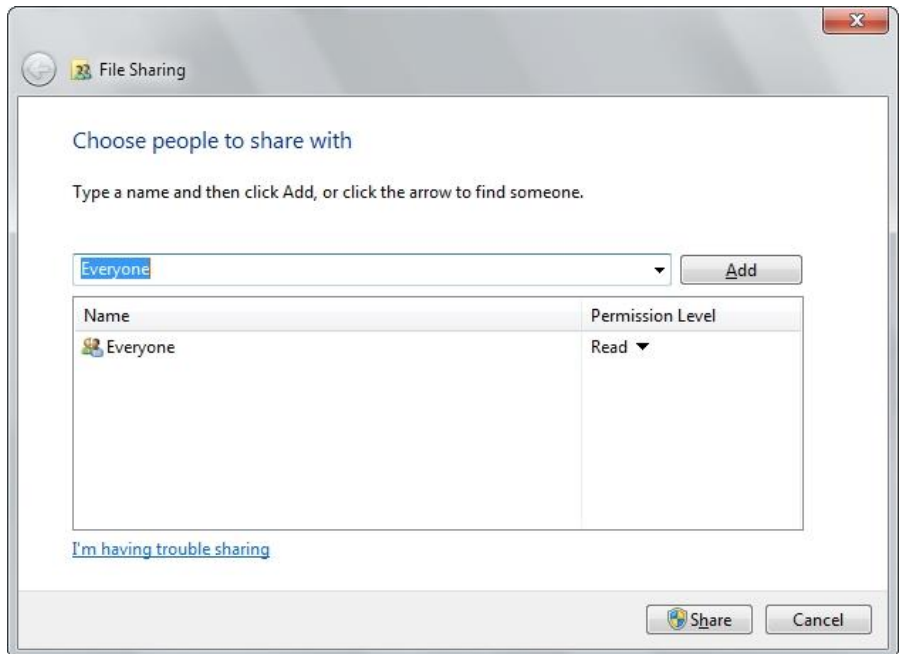 File Sharing
Choose people to share with
Type a name and then click Add, or click the arrow to find someone.
Everyone Add
Name Permission Level
Everyone Read
I'm having trouble sharing
Share Cancel